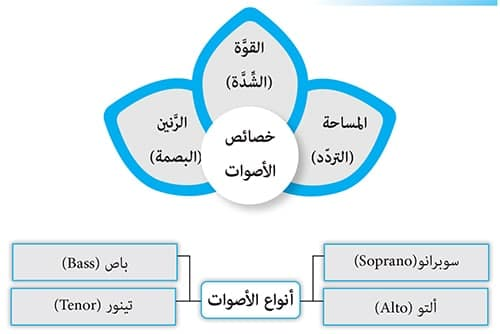 القوَّة
(الشِّدَّة)
المساحة
(التردّد)
الرَّنين
(البصمة)
خصائص
الأصوات
سوبرانو(Soprano)
ألتو (Alto)
أنواع الأصوات
باص (Bass)
تينور (Tenor)